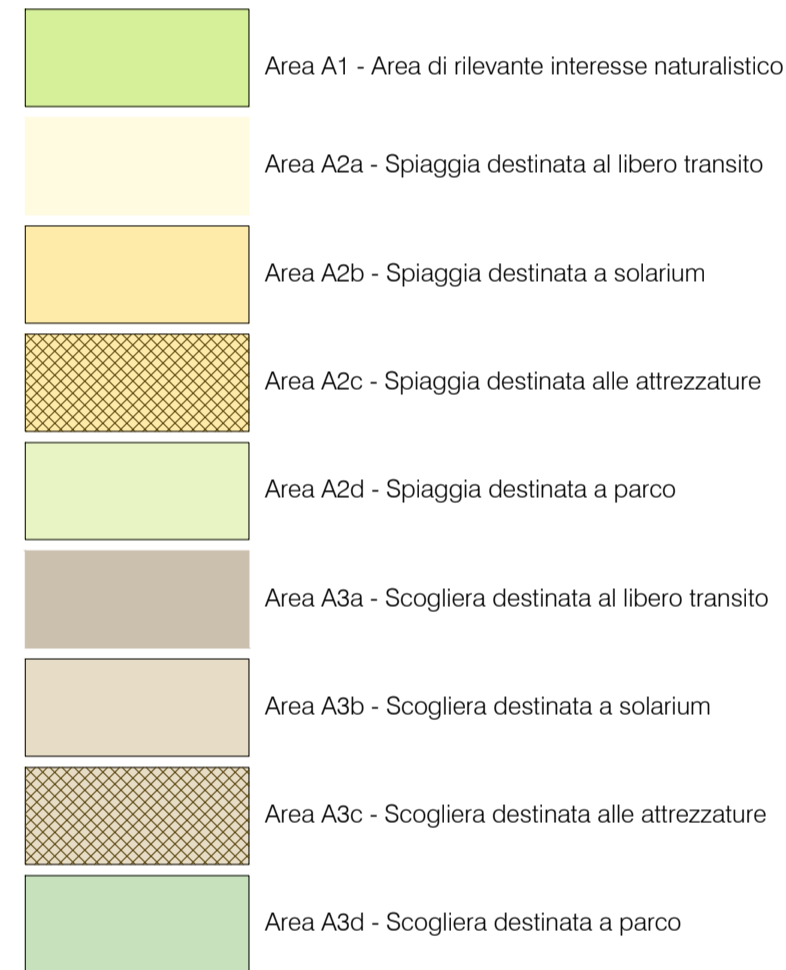 Area A1 - Area di rilevante interesse naturalistico
Area A2a - Spiaggia destinata al libero transito
Area A2b - Spiaggia destinata a solarium
Area A2c - Spiaggia destinata alle attrezzature
Area A2d - Spiaggia destinata a parco
Area A3a - Scogliera destinata al libero transito
Area A3b - Scogliera destinata a solarium
Area A3c - Scogliera destinata alle attrezzature
Area A3d - Scogliera destinata a parco